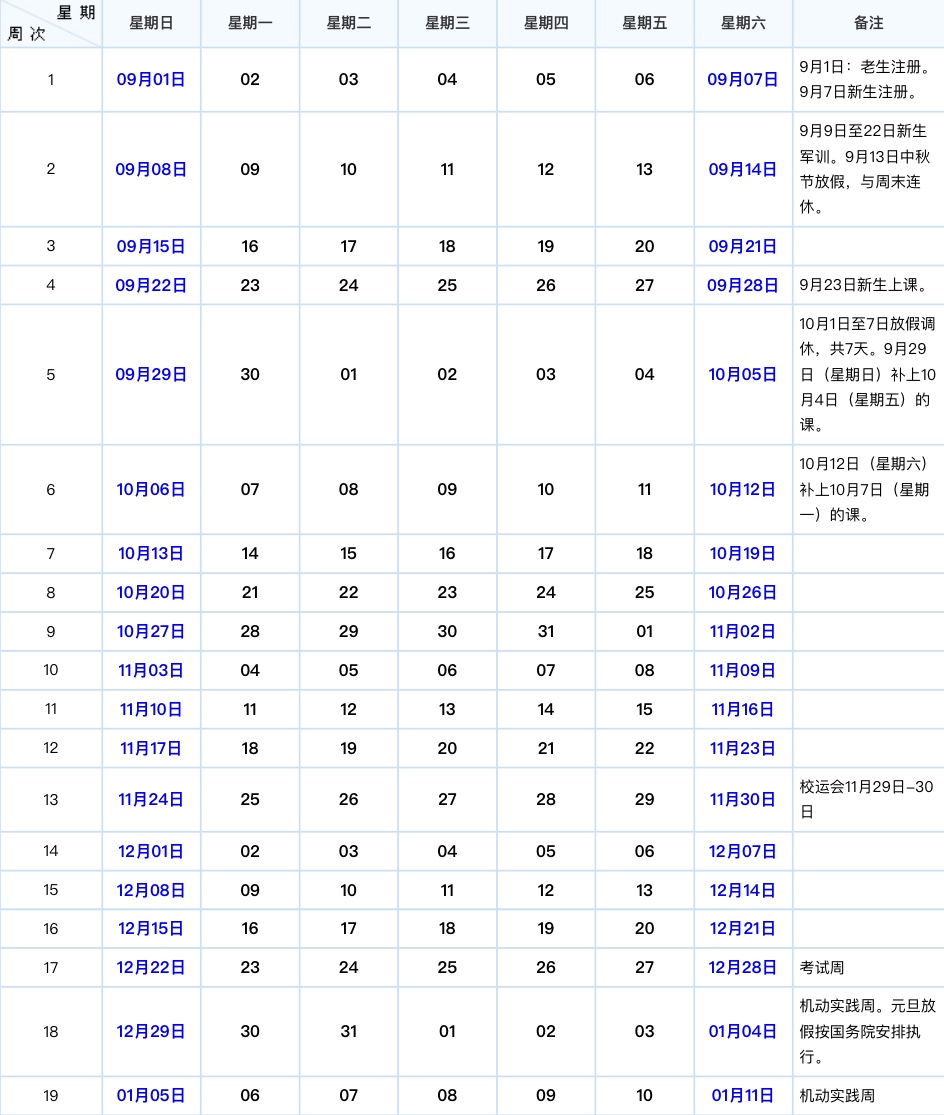 星 期
周 次
星期日 星期一 星期二 星期三 星期四 星期五 星期六 备注
1 09月01日 02 03 04 05 06 09月07日 9月1日：老生注册。
9月7日新生注册。
2 09月08日 09 10 11 12 13 09月14日 9月9日至22日新生
军训。9月13日中秋
节放假，与周末连
休。
3 09月15日 16 17 18 19 20 09月21日
4 09月22日 23 24 25 26 27 09月28日 9月23日新生上课。
5 09月29日 30 01 02 03 04 10月05日 10月1日至7日放假调
休，共7天。9月29
日（星期日）补上10
月4日（星期五）的
课。
6 10月06日 07 08 09 10 11 10月12日 10月12日（星期六）
补上10月7日（星期
一）的课。
7 10月13日 14 15 16 17 18 10月19日
8 10月20日 21 22 23 24 25 10月26日
9 10月27日 28 29 30 31 01 11月02日
10 11月03日 04 05 06 07 08 11月09日
11 11月10日 11 12 13 14 15 11月16日
12 11月17日 18 19 20 21 22 11月23日
13 11月24日 25 26 27 28 29 11月30日 校运会11月29日–30
日
14 12月01日 02 03 04 05 06 12月07日
15 12月08日 09 10 11 12 13 12月14日
16 12月15日 16 17 18 19 20 12月21日
17 12月22日 23 24 25 26 27 12月28日 考试周
18 12月29日 30 31 01 02 03 01月04日 机动实践周。元旦放
假按国务院安排执
行。
19 01月05日 06 07 08 09 10 01月11日 机动实践周